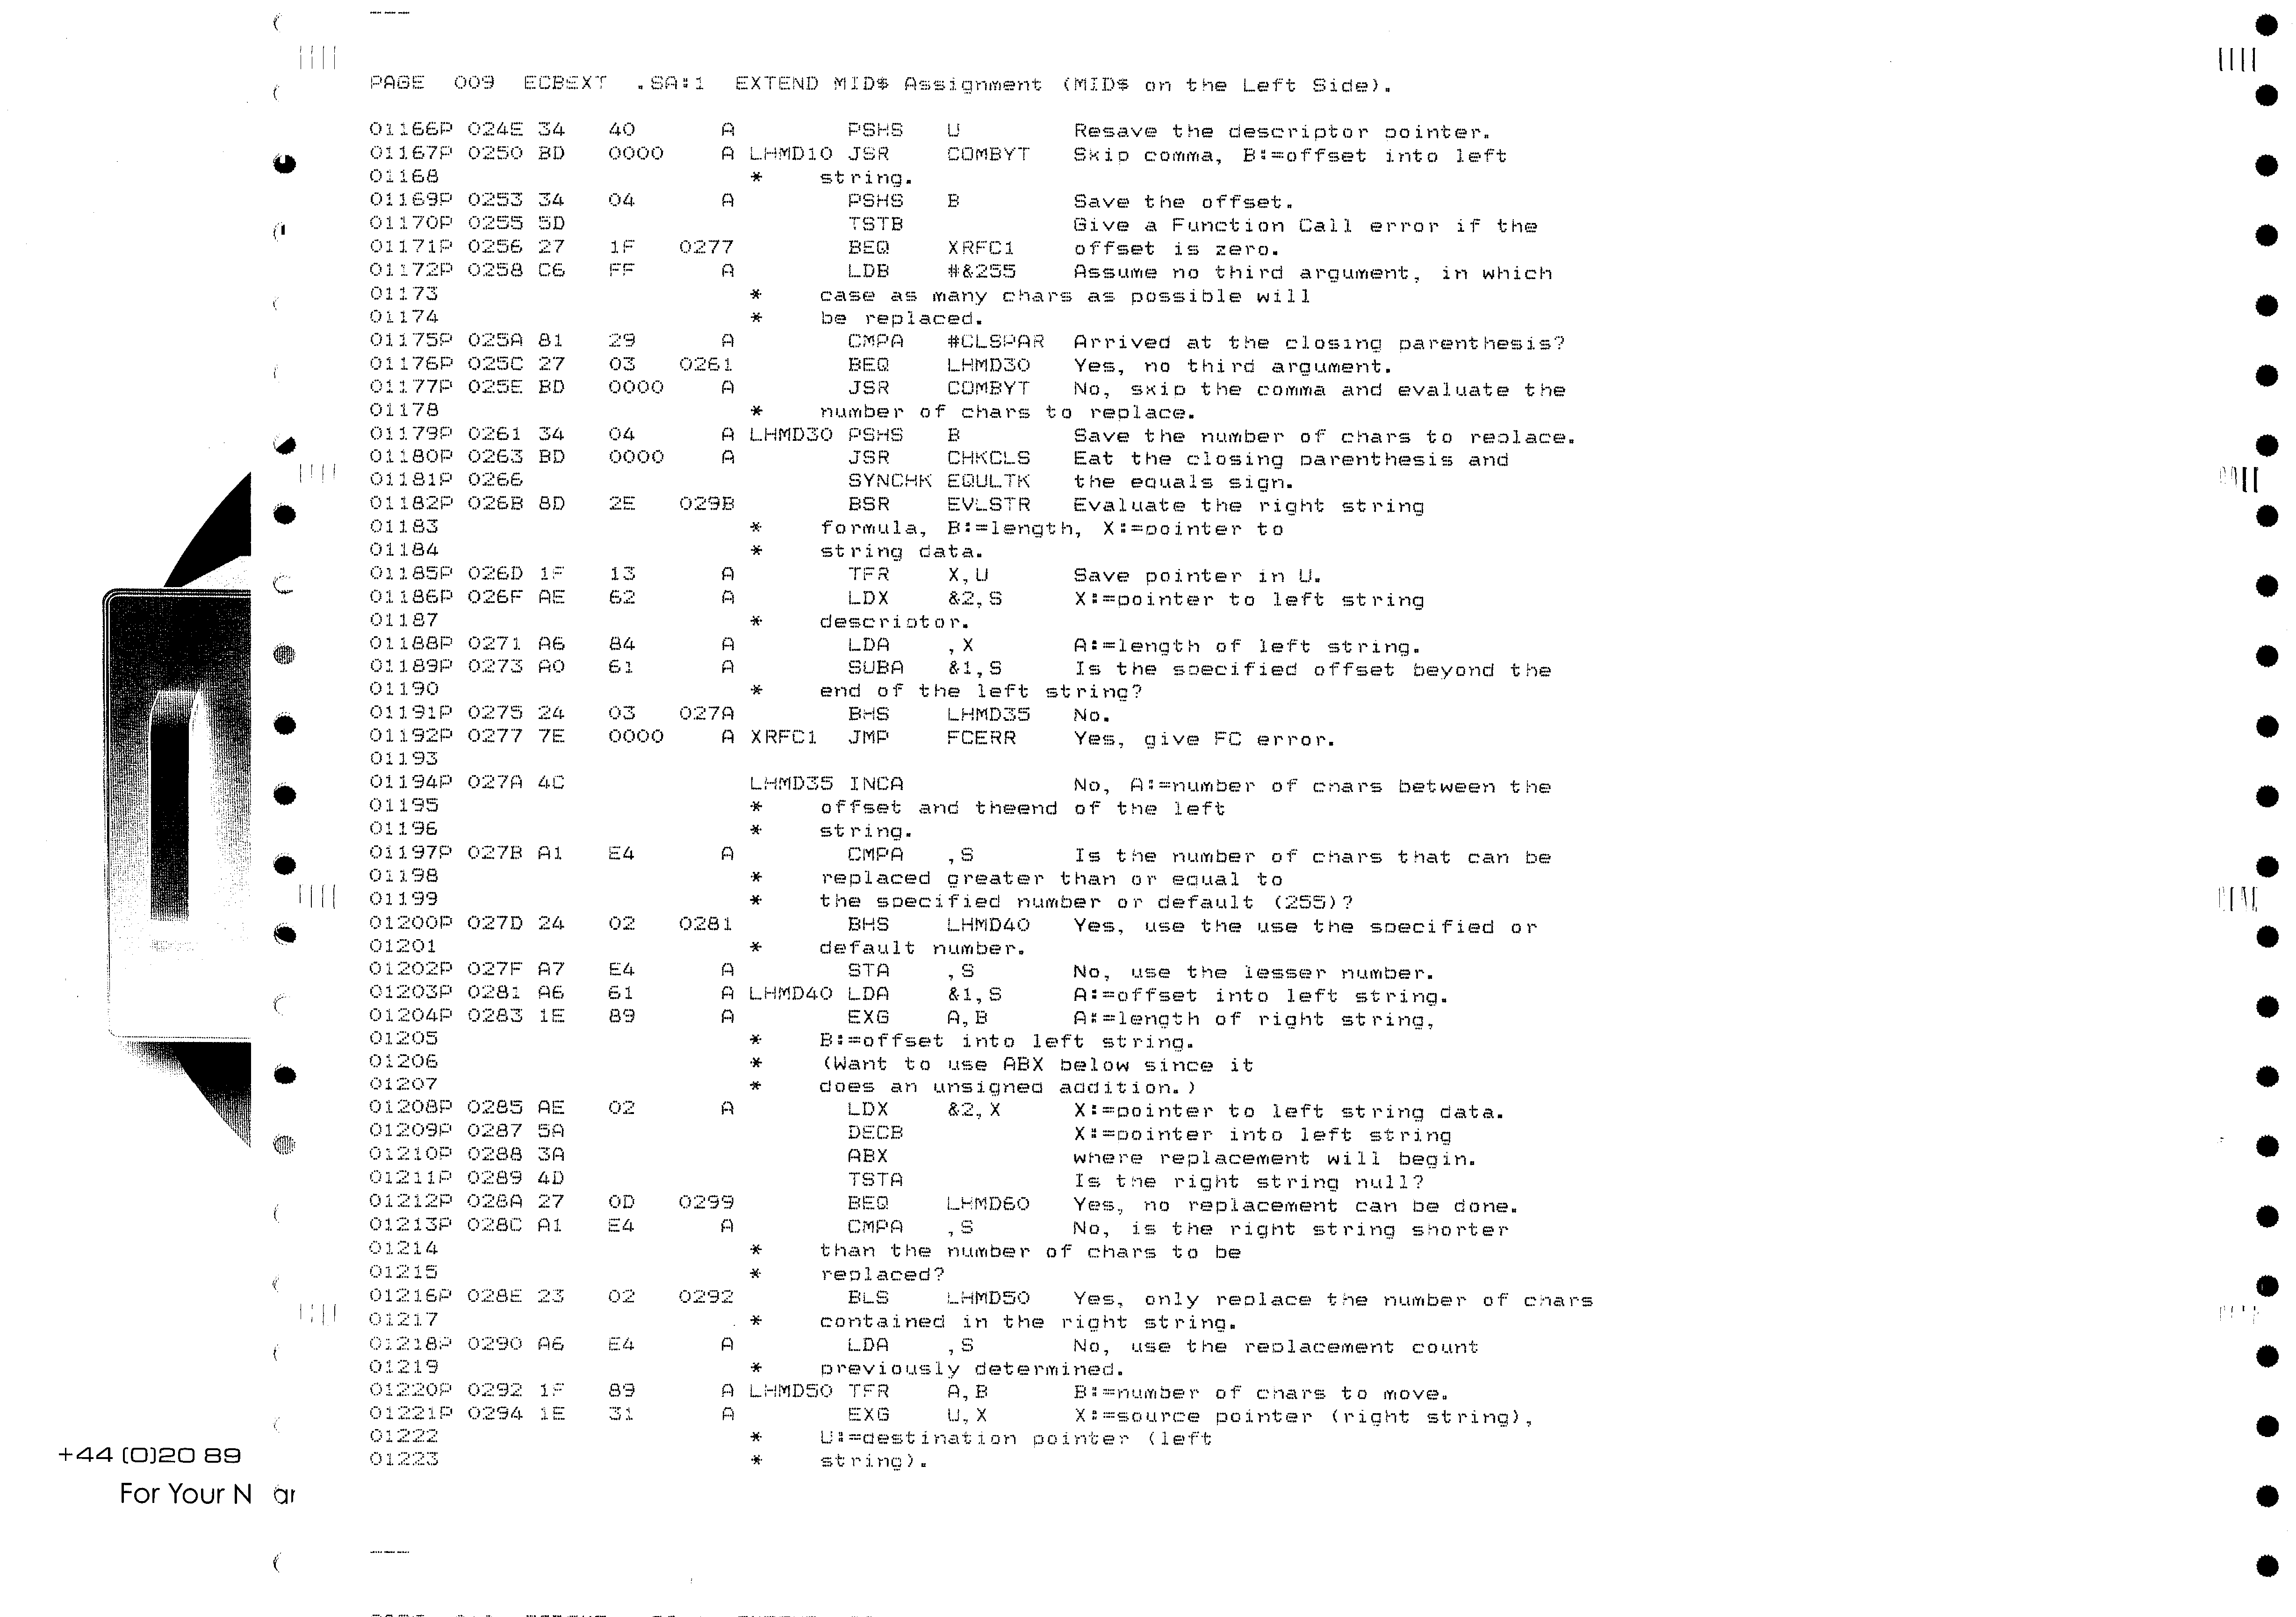 PAGE 009 ECBEXT .SA:1 EXTEND MID$ Assignment (MID$ on the Left Side).
01166P 024E 34 40 A PSHS U Resave the descriptor pointer.
01167P 0250 BD 0000 A LHMD10 JSR COMBYT Skip comma, B:=offset into left
01168 * string.
01169P 0253 34 04 A PSHS B Save the offset.
01170P 0255 5D TSTB Give a Function Call error if the
01171P 0256 27 1F 0277 BEQ XRFC1 offset is zero.
01172P 0258 C6 FF A LDB #&255 Assume no third argument, in which
01173 * case as many chars as possible will
01174 * be replaced.
01175P 025A 81 29 A CMPA #CLSPAR Arrived at the closing parenthesis?
01176P 025C 27 03 0261 BEQ LHMD30 Yes, no third argument.
01177P 025E BD 0000 A JSR COMBYT No, skip the comma and evaluate the
01178 * number of chars to replace.
01179P 0261 34 04 A LHMD30 PSHS B Save the number of chars to replace.
01180P 0263 BD 0000 A JSR CHKCLS Eat the closing parenthesis and
01181P 0266 SYNCHK EQULTK the equals sign.
01182P 026B 8D 2E 029B BSR EVLSTR Evaluate the right string
01183 * formula, B:=length, X:=pointer to
01184 * string data.
01185P 026D 1F 13 A TFR X,U Save pointer in U.
01186P 026F AE 62 A LDX &2,S X:=pointer to left string
01187 * descriptor.
01188P 0271 A6 84 A LDA ,X A:=length of left string.
01189P 0273 A0 61 A SUBA &1,S Is the specified offset beyond the
01190 * end of the left string?
01191P 0275 24 03 027A BHS LHMD35 No.
01192P 0277 7E 0000 A XRFC1 JMP FCERR Yes, give FC error.
01193
01194P 027A 4C LHMD35 INCA No, A:=number of chars between the
01195 * offset and theend of the left
01196 * string.
01197P 027B A1 E4 A CMPA ,S Is the number of chars that can be
01198 * replaced greater than or equal to
01199 * the specified number or default (255)?
01200P 027D 24 02 0281 BHS LHMD40 Yes, use the use the specified or
01201 * default number.
01202P 027F A7 E4 A STA ,S No, use the lesser number.
01203P 0281 A6 61 A LHMD40 LDA &1,S A:=offset into left string.
01204P 0283 1E 89 A EXG A,B A:=length of right string,
01205 * B:=offset into left string.
01206 * (Want to use ABX below since it
01207 * does an unsigned addition.)
01208P 0285 AE 02 A LDX &2,X X:=pointer to left string data.
01209P 0287 5A DECB X:=pointer into left string
01210P 0288 3A ABX where replacement will begin.
01211P 0289 4D TSTA Is the right string null?
01212P 028A 27 0D 0299 BEQ LHMD60 Yes, no replacement can be done.
01213P 028C A1 E4 A CMPA ,S No, is the right string shorter
01214 * than the number of chars to be
01215 * replaced?
01216P 028E 23 02 0292 BLS LHMD50 Yes, only replace the number of chars
01217 * contained in the right string.
01218P 0290 A6 E4 A LDA ,S No, use the replacement count
01219 * previously determined.
01220P 0292 1F 89 A LHMD50 TFR A,B B:=number of chars to move.
01221P 0294 1E 31 A EXG U,X X:=source pointer (right string),
01222 * U:=destination pointer (left
01223 * string).
+44 (0)20 89
For Your N ar